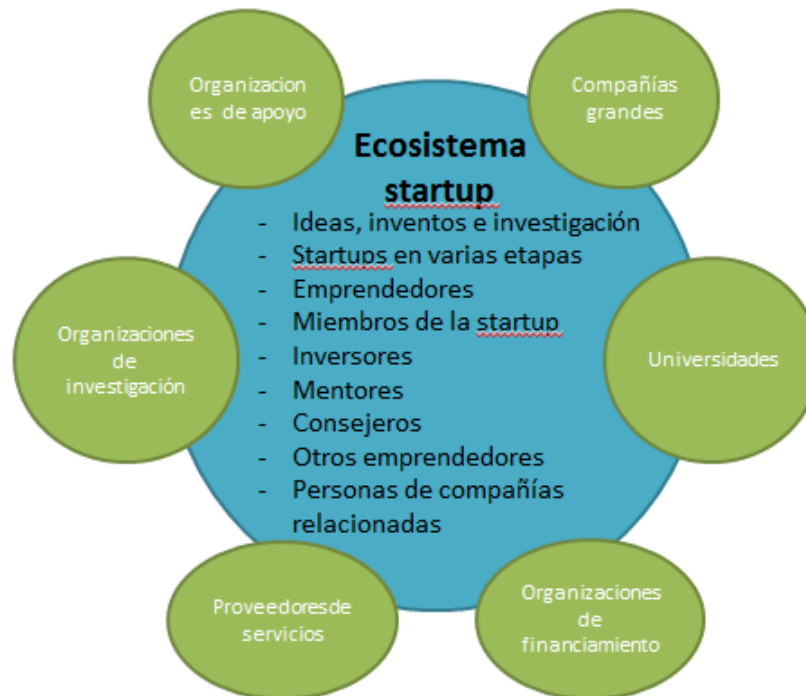 Organizacion
es de apoyo
Compañías
grandes
Ecosistema
startup
- Ideas, inventos e investigación
- Startups en varias etapas
- Emprendedores
- Miembros de la startup
- Inversores
- Mentores
- Consejeros
- Otros emprendedores
- Personas de compañías
relacionadas
Organizaciones
de
investigación
Universidades
Proveedoresde
servicios
Organizaciones
de
financiamiento